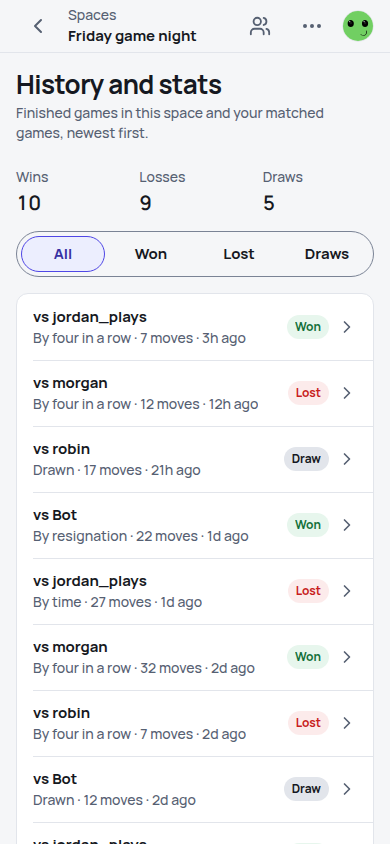 Spaces
Friday game night
History and stats
Finished games in this space and your matched
games, newest first.
Wins
Losses
Draws
10
9
5
All
Won
Lost
Draws
vs jordan_plays
By four in a row · 7 moves · 3h ago
Won
vs morgan
By four in a row · 12 moves · 12h ago
Lost
vs robin
Drawn · 17 moves · 21h ago
Draw
vs Bot
By resignation · 22 moves · 1d ago
Won
vs jordan_plays
By time · 27 moves · 1d ago
Lost
vs morgan
By four in a row · 32 moves · 2d ago
Won
vs robin
By four in a row · 7 moves · 2d ago
Lost
vs Bot
Drawn · 12 moves · 2d ago
Draw
vs jordan_plays